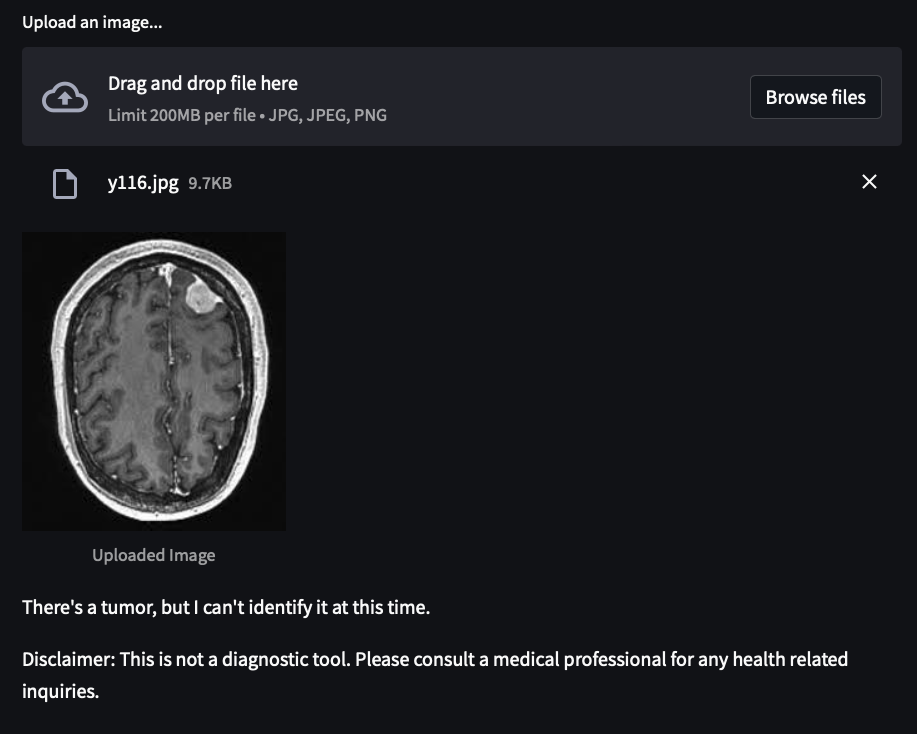 Upload an image...
Drag and drop file here
Limit 200MB per file • JPG, JPEG, PNG
Browse files
y116.jpg 9.7KB
Uploaded Image
There's a tumor, but I can't identify it at this time.
Disclaimer: This is not a diagnostic tool. Please consult a medical professional for any health related
inquiries.